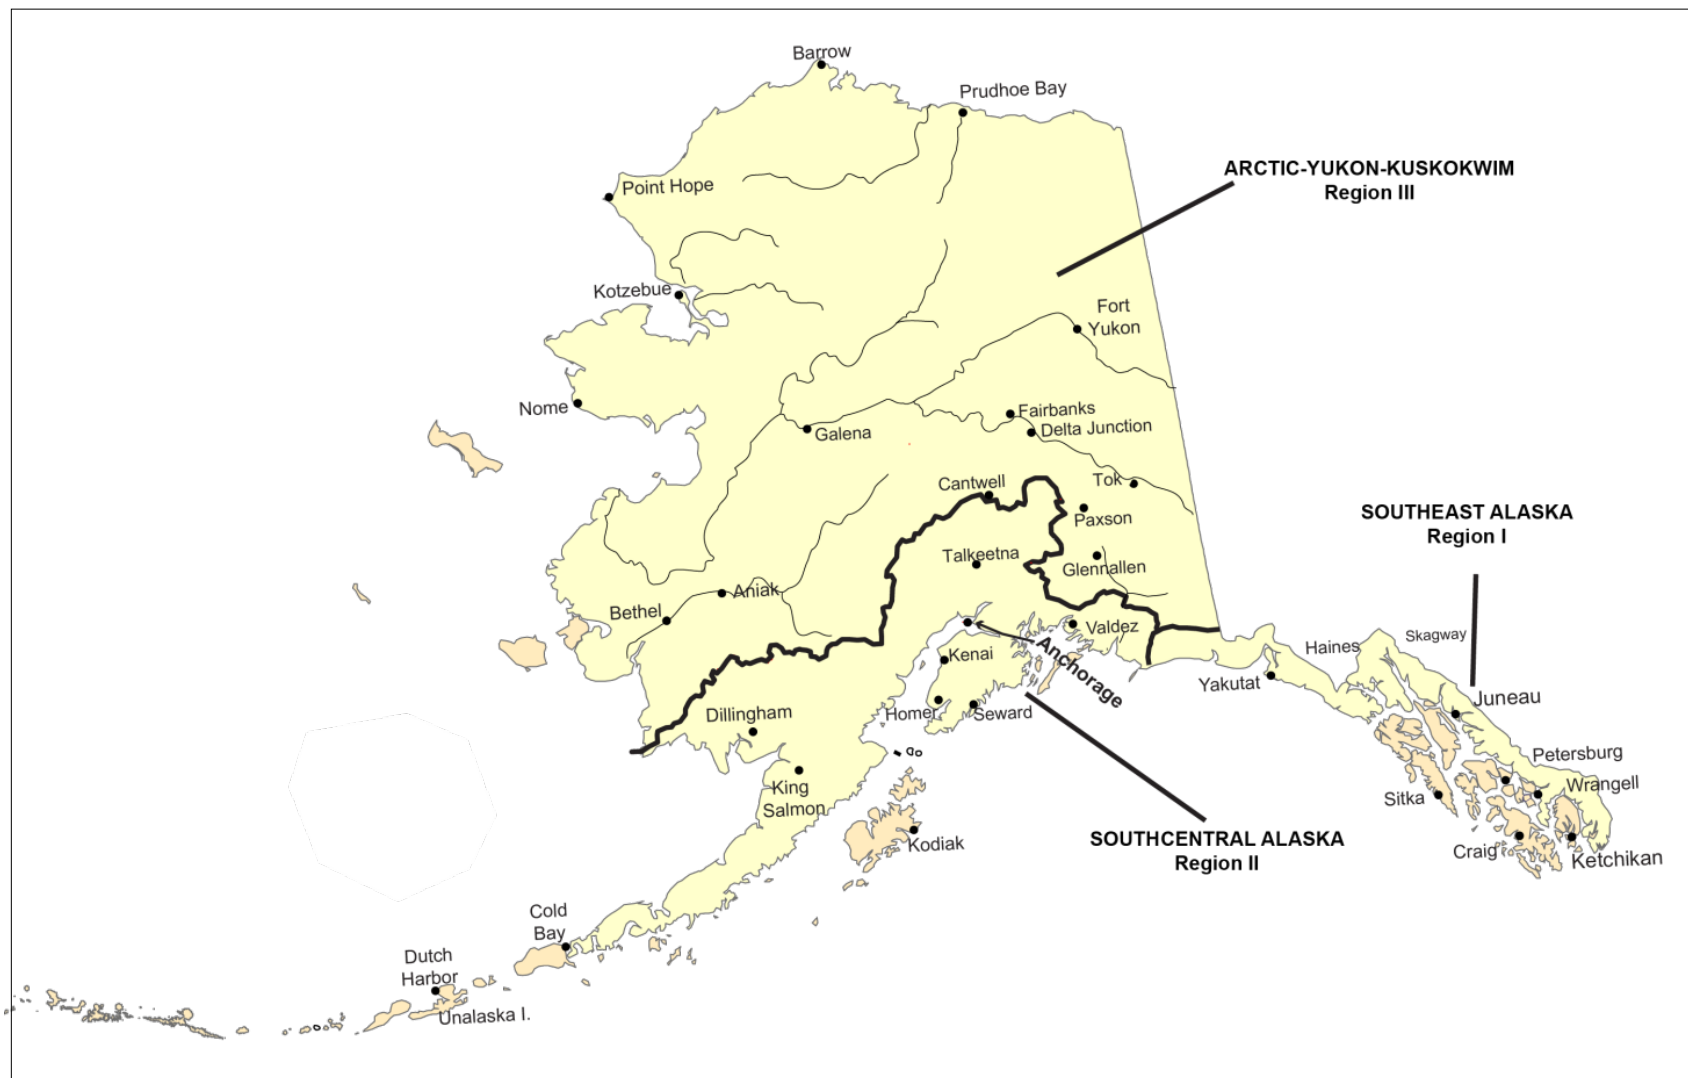 Barrow
Prudhoe Bay
ARCTIC-YUKON-KUSKOKWIM
Region III
Point Hope
Kotzebue
Fort
Yukon
Nome
Fairbanks
Delta Junction
Galena
Cantwell
Tok
Paxson
SOUTHEAST ALASKA
Region I
Talkeetna
Glennallen
Aniak
Bethel
Valdez
Anchorage
Kenai
Haines
Skagway
Yakutat
Juneau
Dillingham
Homer
Seward
Petersburg
Wrangell
King
Salmon
Sitka
SOUTHCENTRAL ALASKA
Region II
Kodiak
Craig
Ketchikan
Cold
Bay
Dutch
Harbor
Unalaska I.